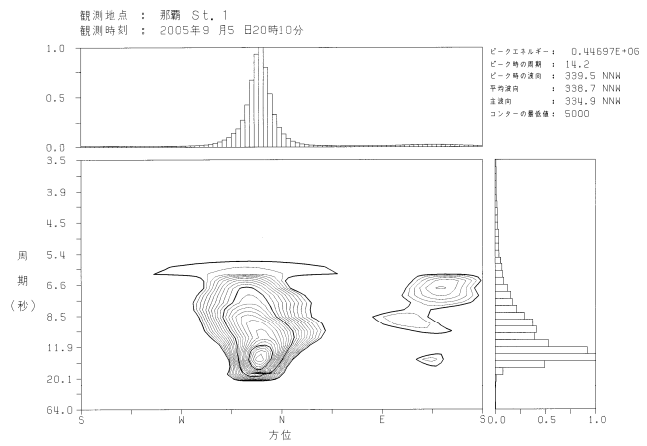 観測地点 : 那覇 St. 1
観測時刻 : 2005年9月5日20時10分
ピークエネルギー: 0.44697E+06
ピーク時の周期 : 14.2
ピーク時の波向 : 339.5 NNW
平均波向 : 336.7 NNW
主波向 : 334.9 NNW
コンターの最低値: 5000
1.0
0.5
0.0
3.5
3.9
4.5
5.4
6.6
8.5
11.9
20.1
64.0
周期(秒)
S W N E S
方位
0.0 0.5 1.0